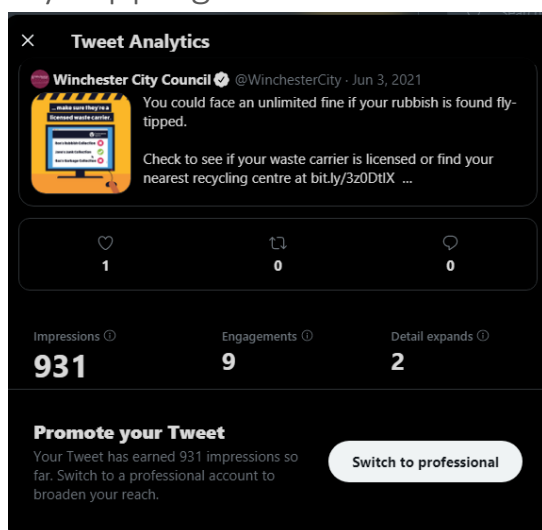 Tweet Analytics
Winchester City Council @WinchesterCity · Jun 3, 2021
... make sure they're a
licensed waste carrier.
You could face an unlimited fine if your rubbish is found fly-
tipped.
Check to see if your waste carrier is licensed or find your
nearest recycling centre at bit.ly/3z0DtlX ...
1
0
0
Impressions
Engagements
Detail expands
931
9
2
Promote your Tweet
Your Tweet has earned 931 impressions so
far. Switch to a professional account to
broaden your reach.
Switch to professional